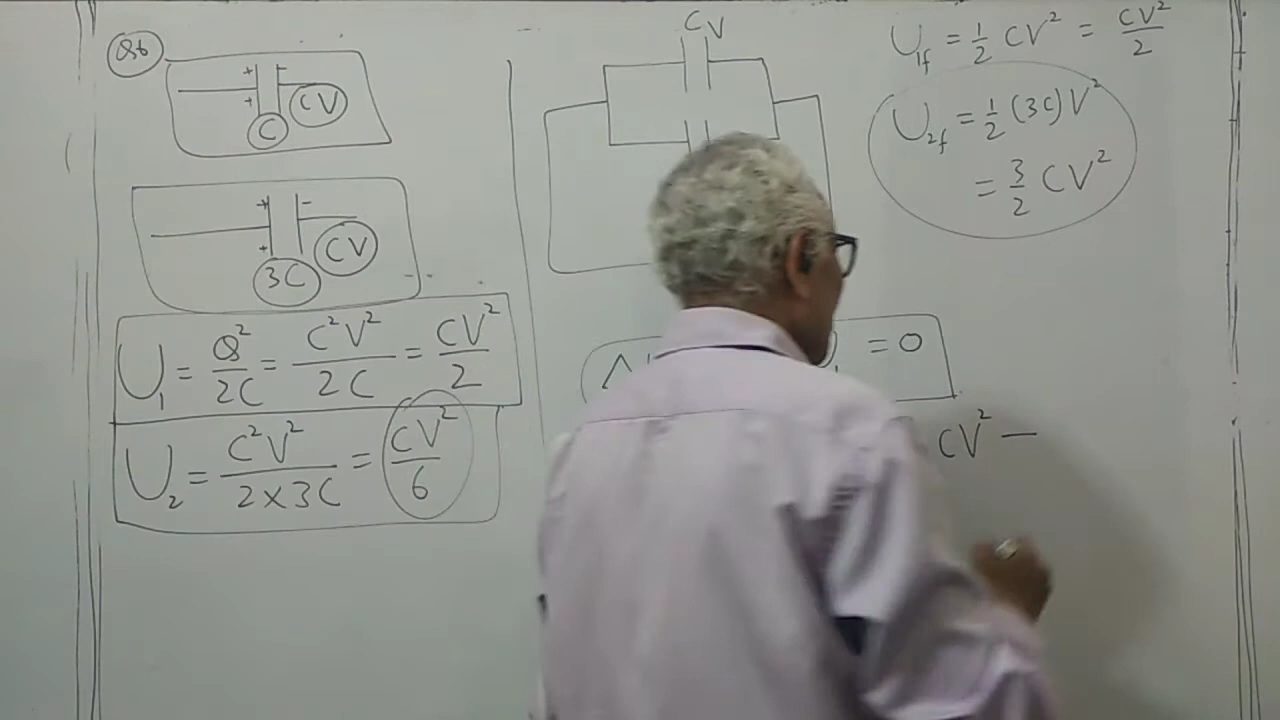 Q6
+ -
+
CV
C
+ -
+
CV
3C
U₁ = Q²/2C = C²V²/2C = CV²/2
U₂ = C²V²/2×3C = CV²/6
CV
U₁f = 1/2 CV² = CV²/2
U₂f = 1/2 (3C)V²
= 3/2 CV²
= 0
CV² —